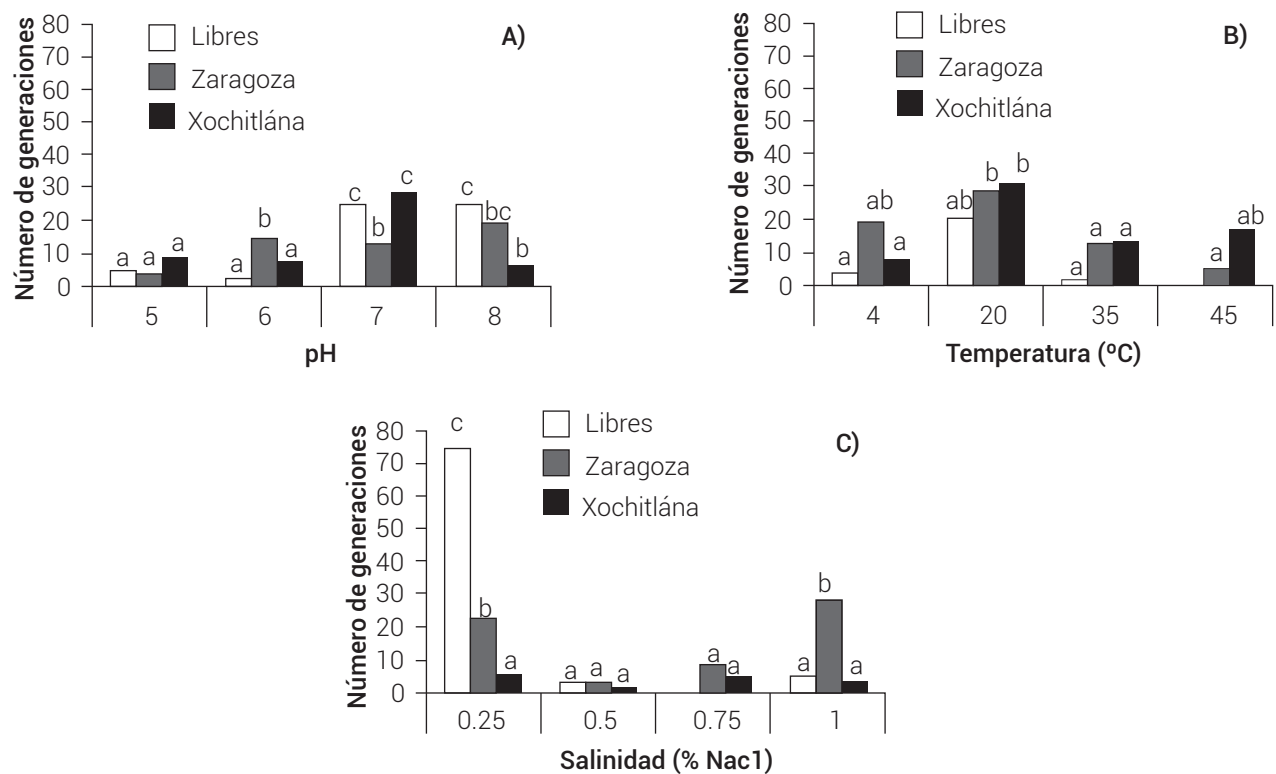 A)
Número de generaciones
80
70
60
50
40
30
20
10
0
Libres
Zaragoza
Xochitlána
a a a
a b a
c b c
c bc b
5 6 7 8
pH
B)
Número de generaciones
80
70
60
50
40
30
20
10
0
Libres
Zaragoza
Xochitlána
a ab a
ab b b
a a a
a ab
4 20 35 45
Temperatura (ºC)
C)
Número de generaciones
80
70
60
50
40
30
20
10
0
Libres
Zaragoza
Xochitlána
c b a
a a a
a a
a b a
0.25 0.5 0.75 1
Salinidad (% Nac1)